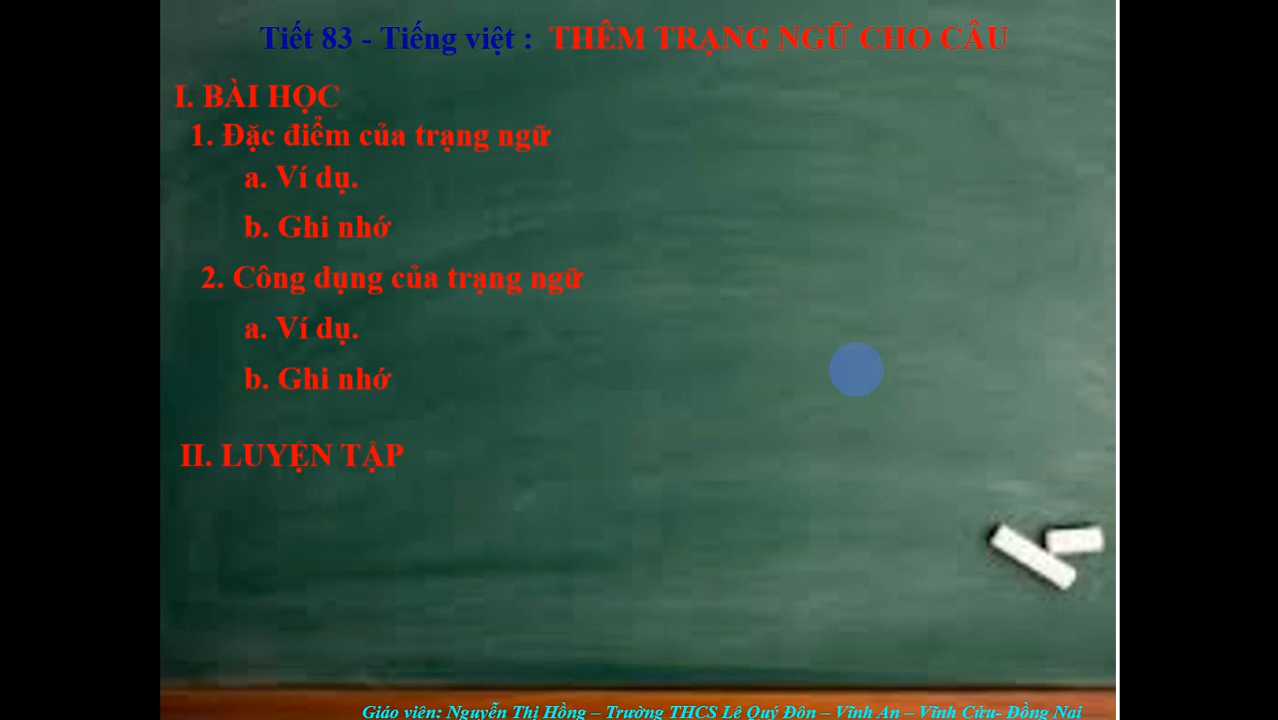 Tiết 83 - Tiếng việt : THÊM TRẠNG NGỮ CHO CÂU
I. BÀI HỌC
1. Đặc điểm của trạng ngữ
a. Ví dụ.
b. Ghi nhớ
2. Công dụng của trạng ngữ
a. Ví dụ.
b. Ghi nhớ
II. LUYỆN TẬP
Giáo viên: Nguyễn Thị Hồng – Trường THCS Lê Quý Đôn – Vĩnh An – Vĩnh Cửu- Đồng Nai